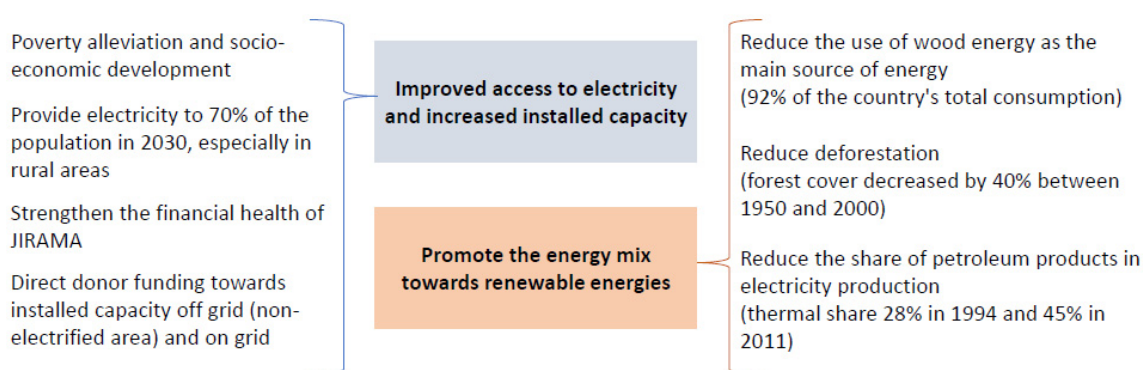 Poverty alleviation and socio-
economic development
Provide electricity to 70% of the
population in 2030, especially in
rural areas
Strengthen the financial health of
JIRAMA
Direct donor funding towards
installed capacity off grid (non-
electrified area) and on grid
Improved access to electricity
and increased installed capacity
Promote the energy mix
towards renewable energies
Reduce the use of wood energy as the
main source of energy
(92% of the country's total consumption)
Reduce deforestation
(forest cover decreased by 40% between
1950 and 2000)
Reduce the share of petroleum products in
electricity production
(thermal share 28% in 1994 and 45% in
2011)